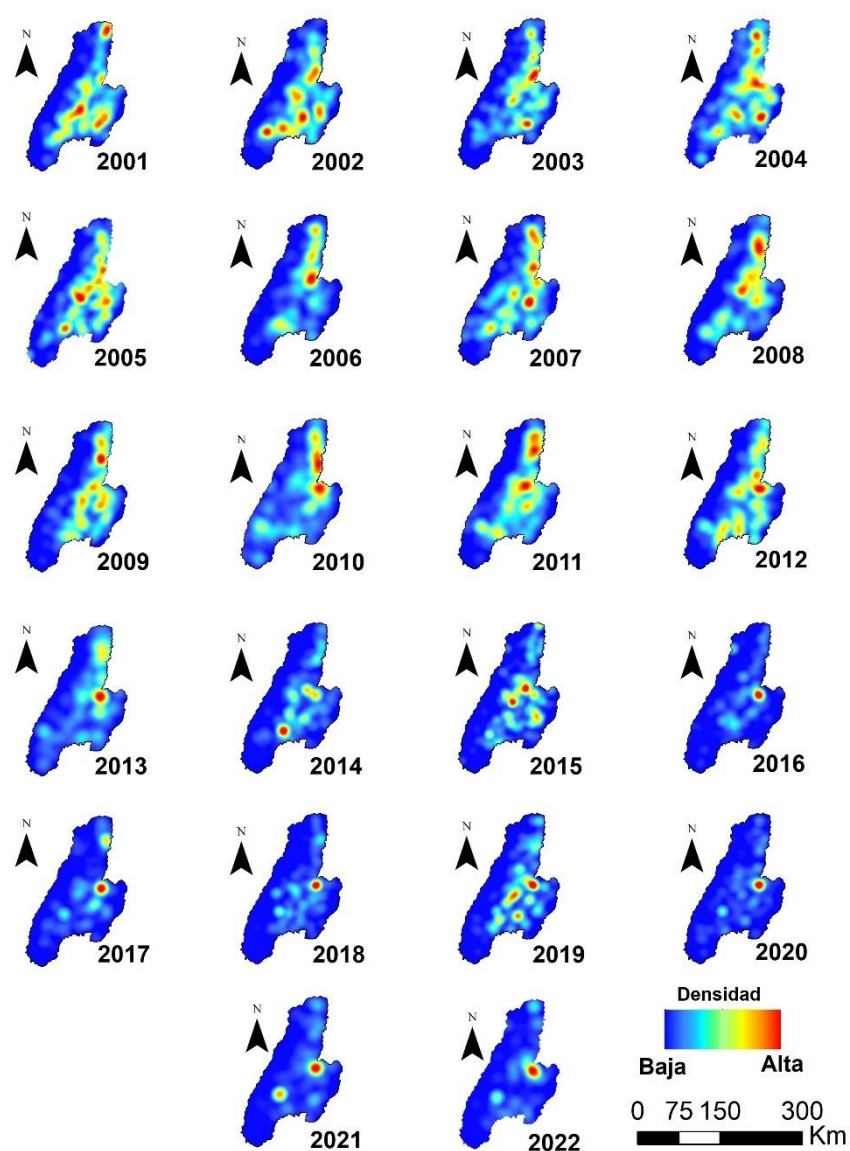 N N N N
2001 2002 2003 2004
N N N N
2005 2006 2007 2008
N N N N
2009 2010 2011 2012
N N N N
2013 2014 2015 2016
N N N N
2017 2018 2019 2020
N N
Densidad
Baja Alta
0 75 150 300
Km
2021 2022